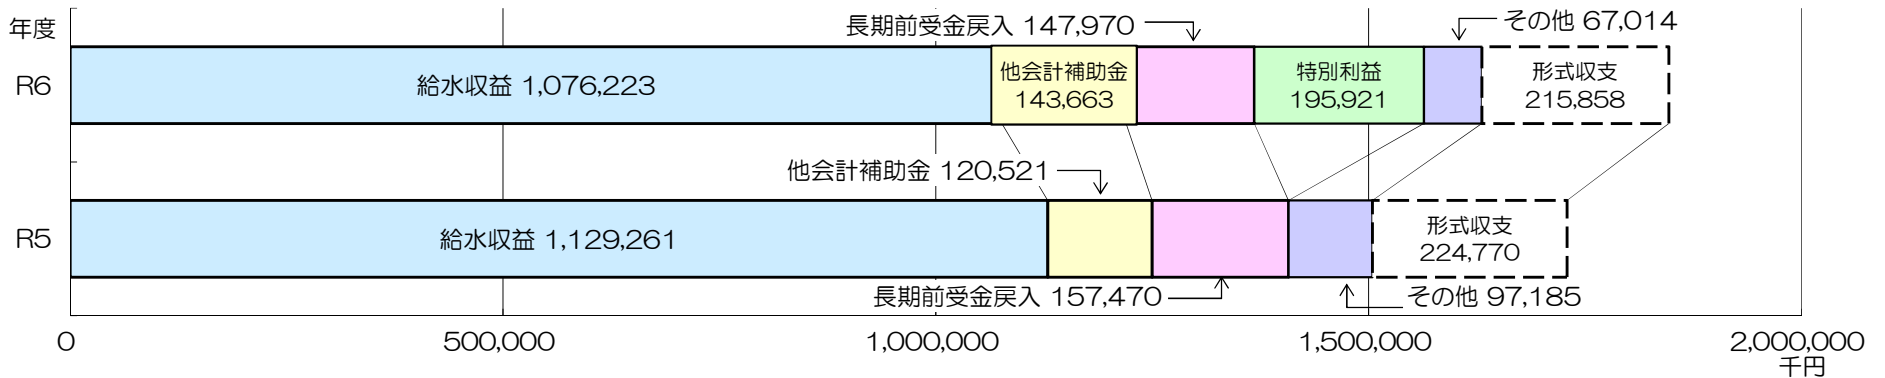 年度
長期前受金戻入 147,970
その他 67,014
R6
給水収益 1,076,223
他会計補助金
143,663
特別利益
195,921
形式収支
215,858
他会計補助金 120,521
R5
給水収益 1,129,261
形式収支
224,770
長期前受金戻入 157,470
その他 97,185
0
500,000
1,000,000
1,500,000
2,000,000
千円